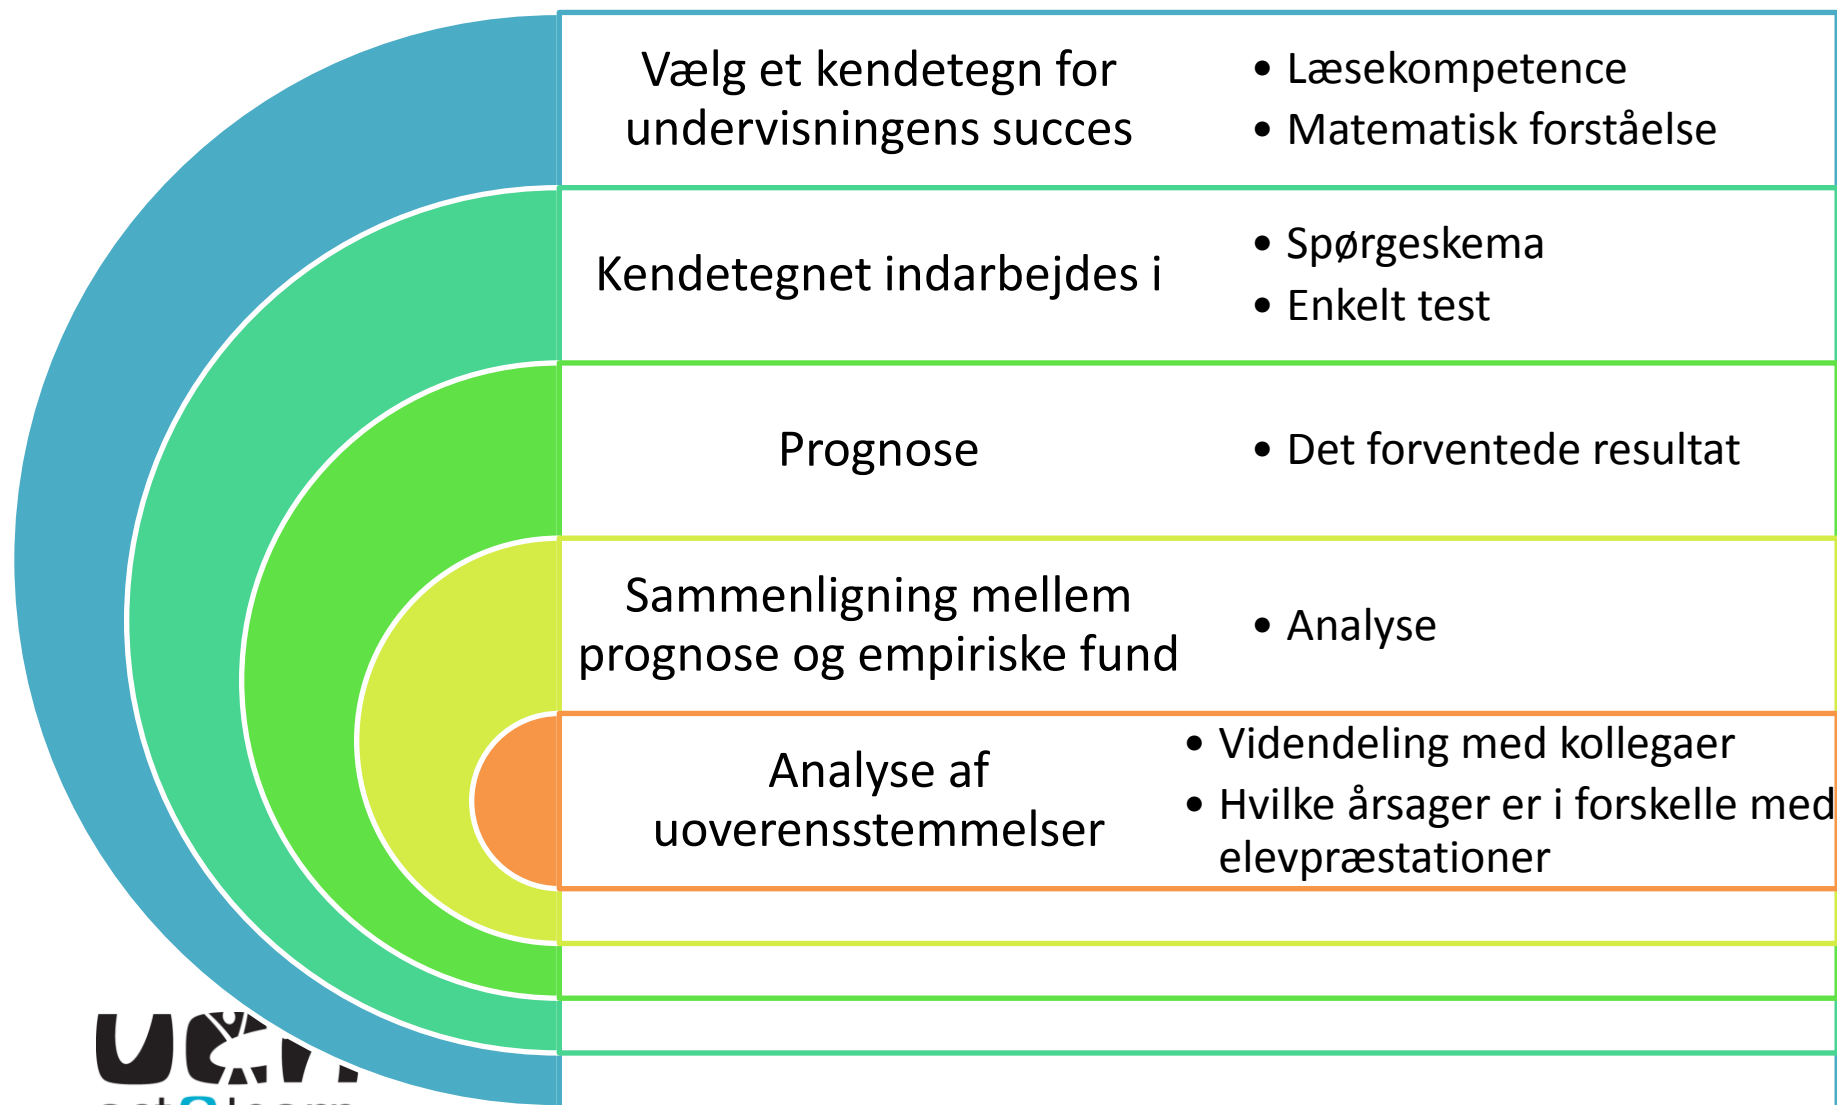 Vælg et kendetegn for
undervisningens succes
• Læsekompetence
• Matematisk forståelse
Kendetegnet indarbejdes i
• Spørgeskema
• Enkelt test
Prognose
• Det forventede resultat
Sammenligning mellem
prognose og empiriske fund
• Analyse
Analyse af
uoverensstemmelser
• Videndeling med kollegaer
• Hvilke årsager er i forskelle med
elevpræstationer